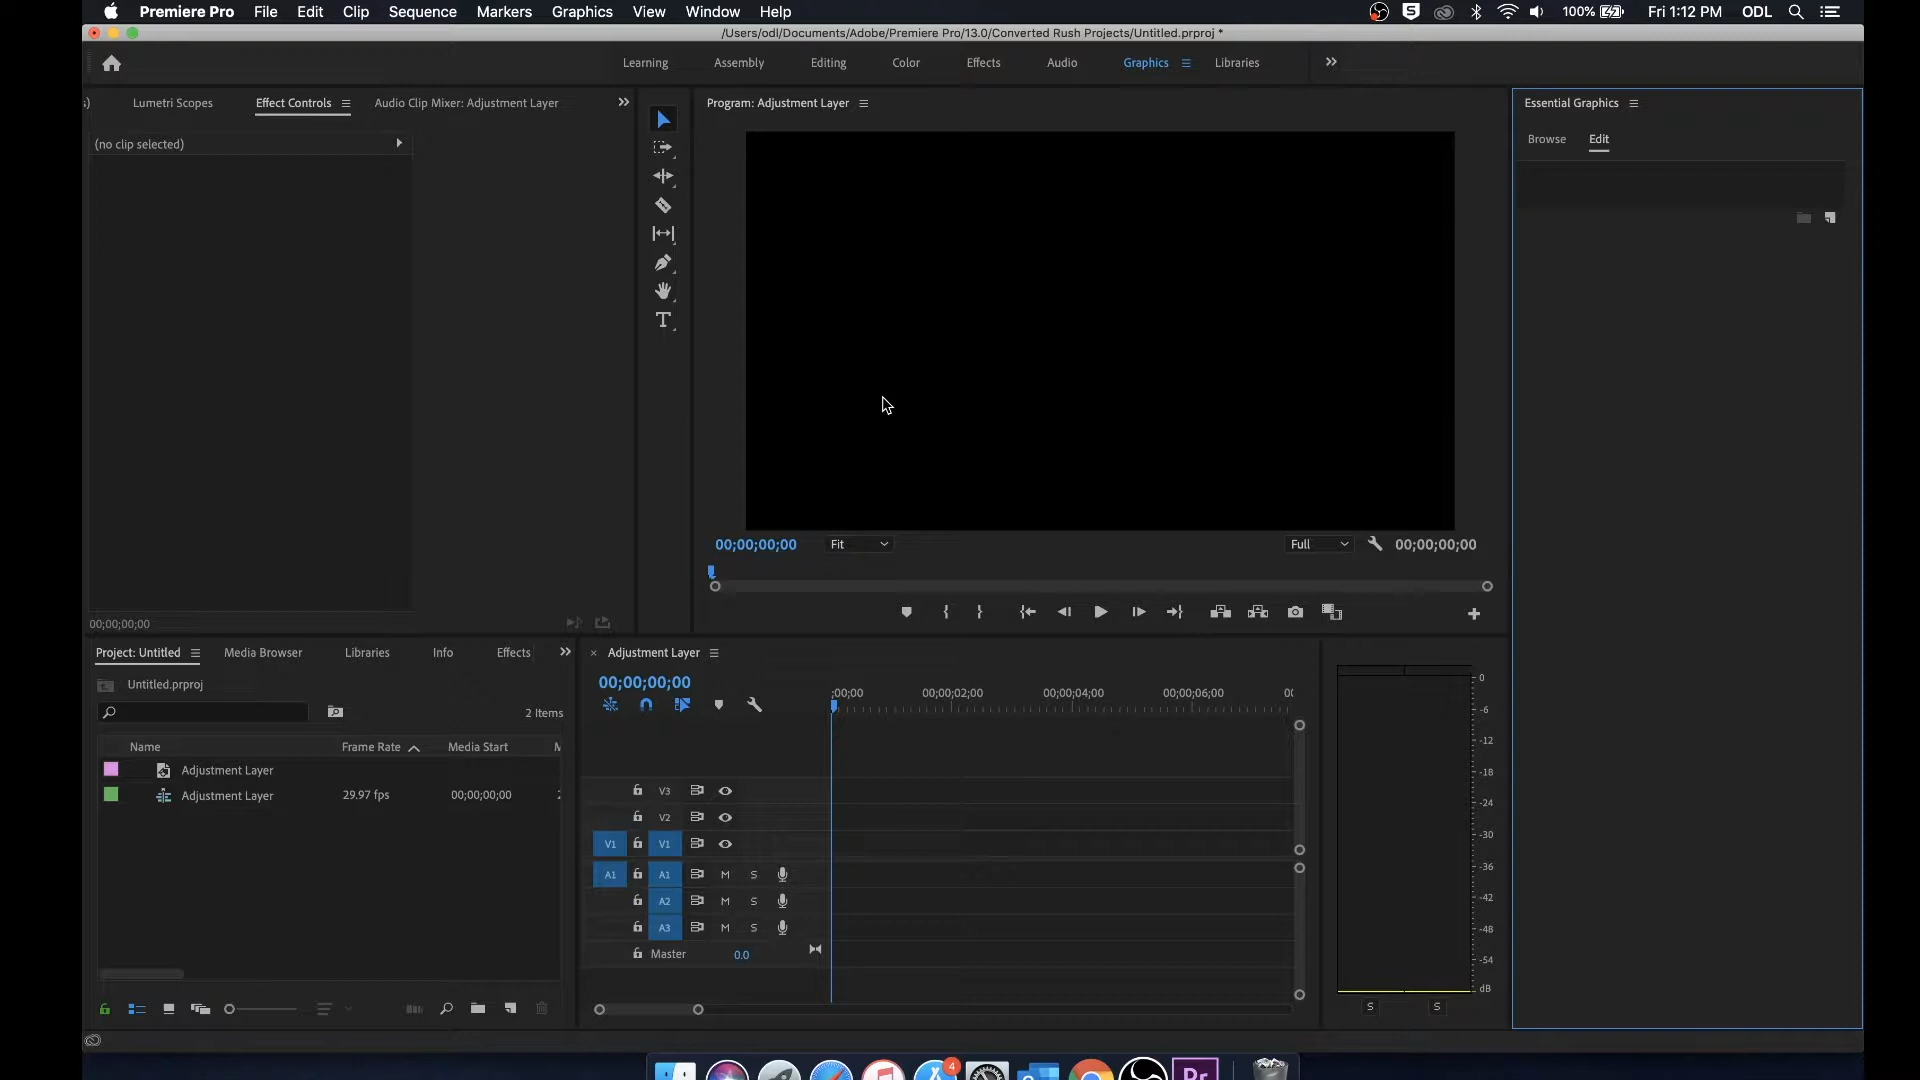 Premiere Pro File Edit Clip Sequence Markers Graphics View Window Help 100% Fri 1:12 PM ODL
/Users/odl/Documents/Adobe/Premiere Pro/13.0/Converted Rush Projects/Untitled.prproj *
Learning Assembly Editing Color Effects Audio Graphics Libraries
Lumetri Scopes Effect Controls Audio Clip Mixer: Adjustment Layer
(no clip selected)
00;00;00;00
Program: Adjustment Layer
00;00;00;00 Fit Full 00;00;00;00
Essential Graphics
Browse Edit
Project: Untitled Media Browser Libraries Info Effects
Untitled.prproj
2 Items
Name Frame Rate Media Start
Adjustment Layer
Adjustment Layer 29.97 fps 00;00;00;00
Adjustment Layer
00;00;00;00
;00;00 00;00;02;00 00;00;04;00 00;00;06;00
V3
V2
V1 V1
A1 A1 M S
A2 M S
A3 M S
Master 0.0
0
-6
-12
-18
-24
-30
-36
-42
-48
-54
dB
S S
4
Pr